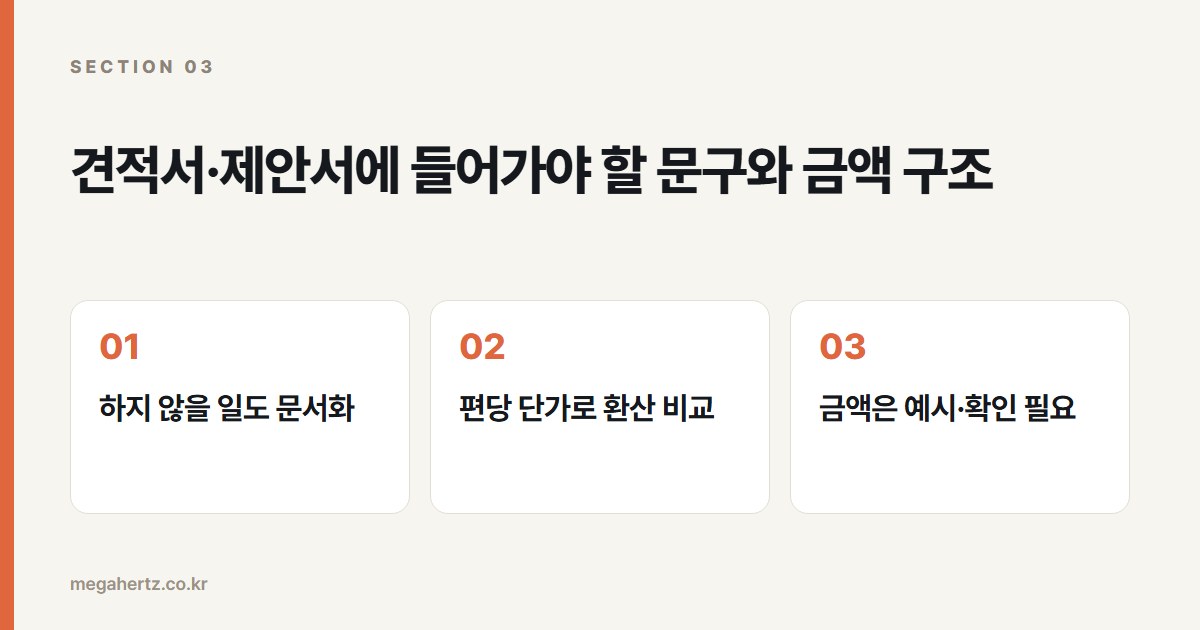 SECTION 03
견적서·제안서에 들어가야 할 문구와 금액 구조
01
하지 않을 일도 문서화
02
편당 단가로 환산 비교
03
금액은 예시·확인 필요
megahertz.co.kr